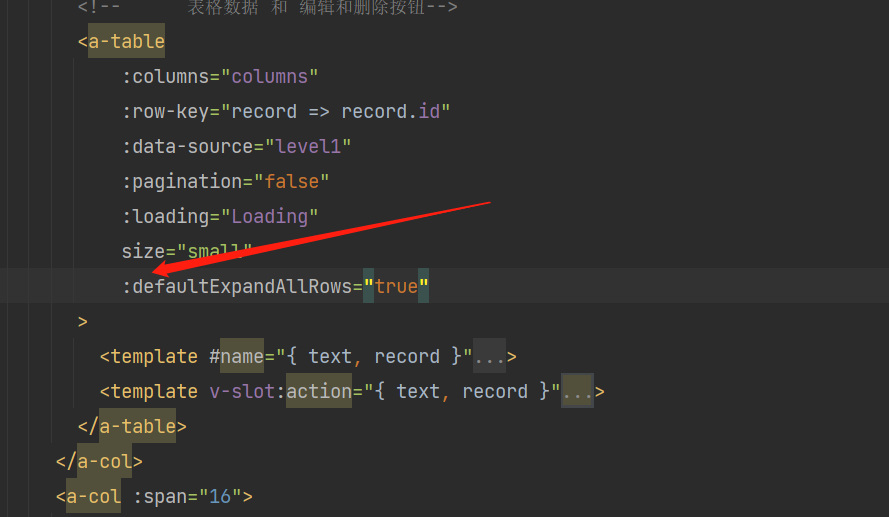 <!--      表格数据 和 编辑和删除按钮-->
<a-table
:columns="columns"
:row-key="record => record.id"
:data-source="level1"
:pagination="false"
:loading="Loading"
size="small"
:defaultExpandAllRows="true"
>
<template #name="{ text, record }"...>
<template v-slot:action="{ text, record }"...>
</a-table>
</a-col>
<a-col :span="16">